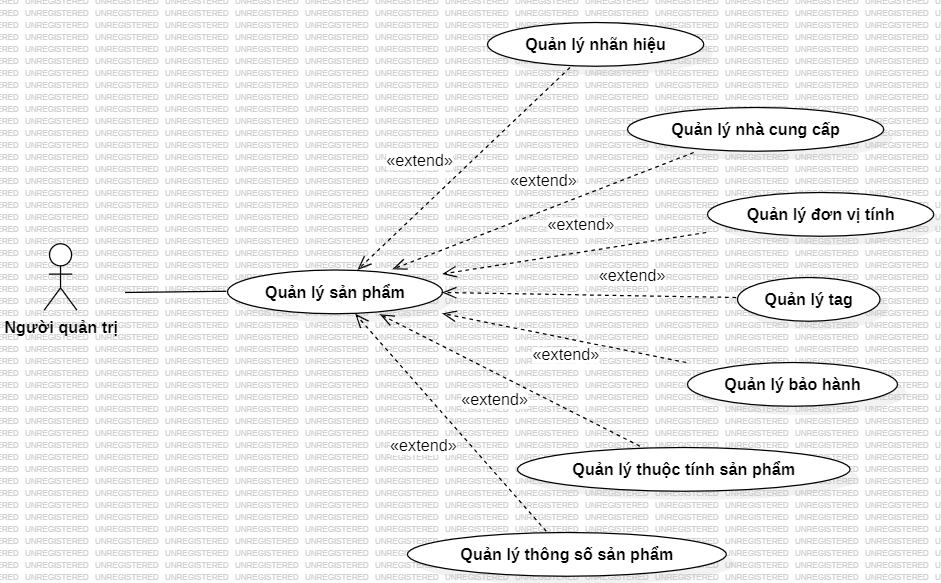 Quản lý nhãn hiệu
Quản lý nhà cung cấp
«extend»
«extend»
Quản lý đơn vị tính
«extend»
«extend»
Quản lý sản phẩm
Quản lý tag
Người quản trị
«extend»
Quản lý bảo hành
«extend»
«extend»
Quản lý thuộc tính sản phẩm
Quản lý thông số sản phẩm
UNREGISTERED